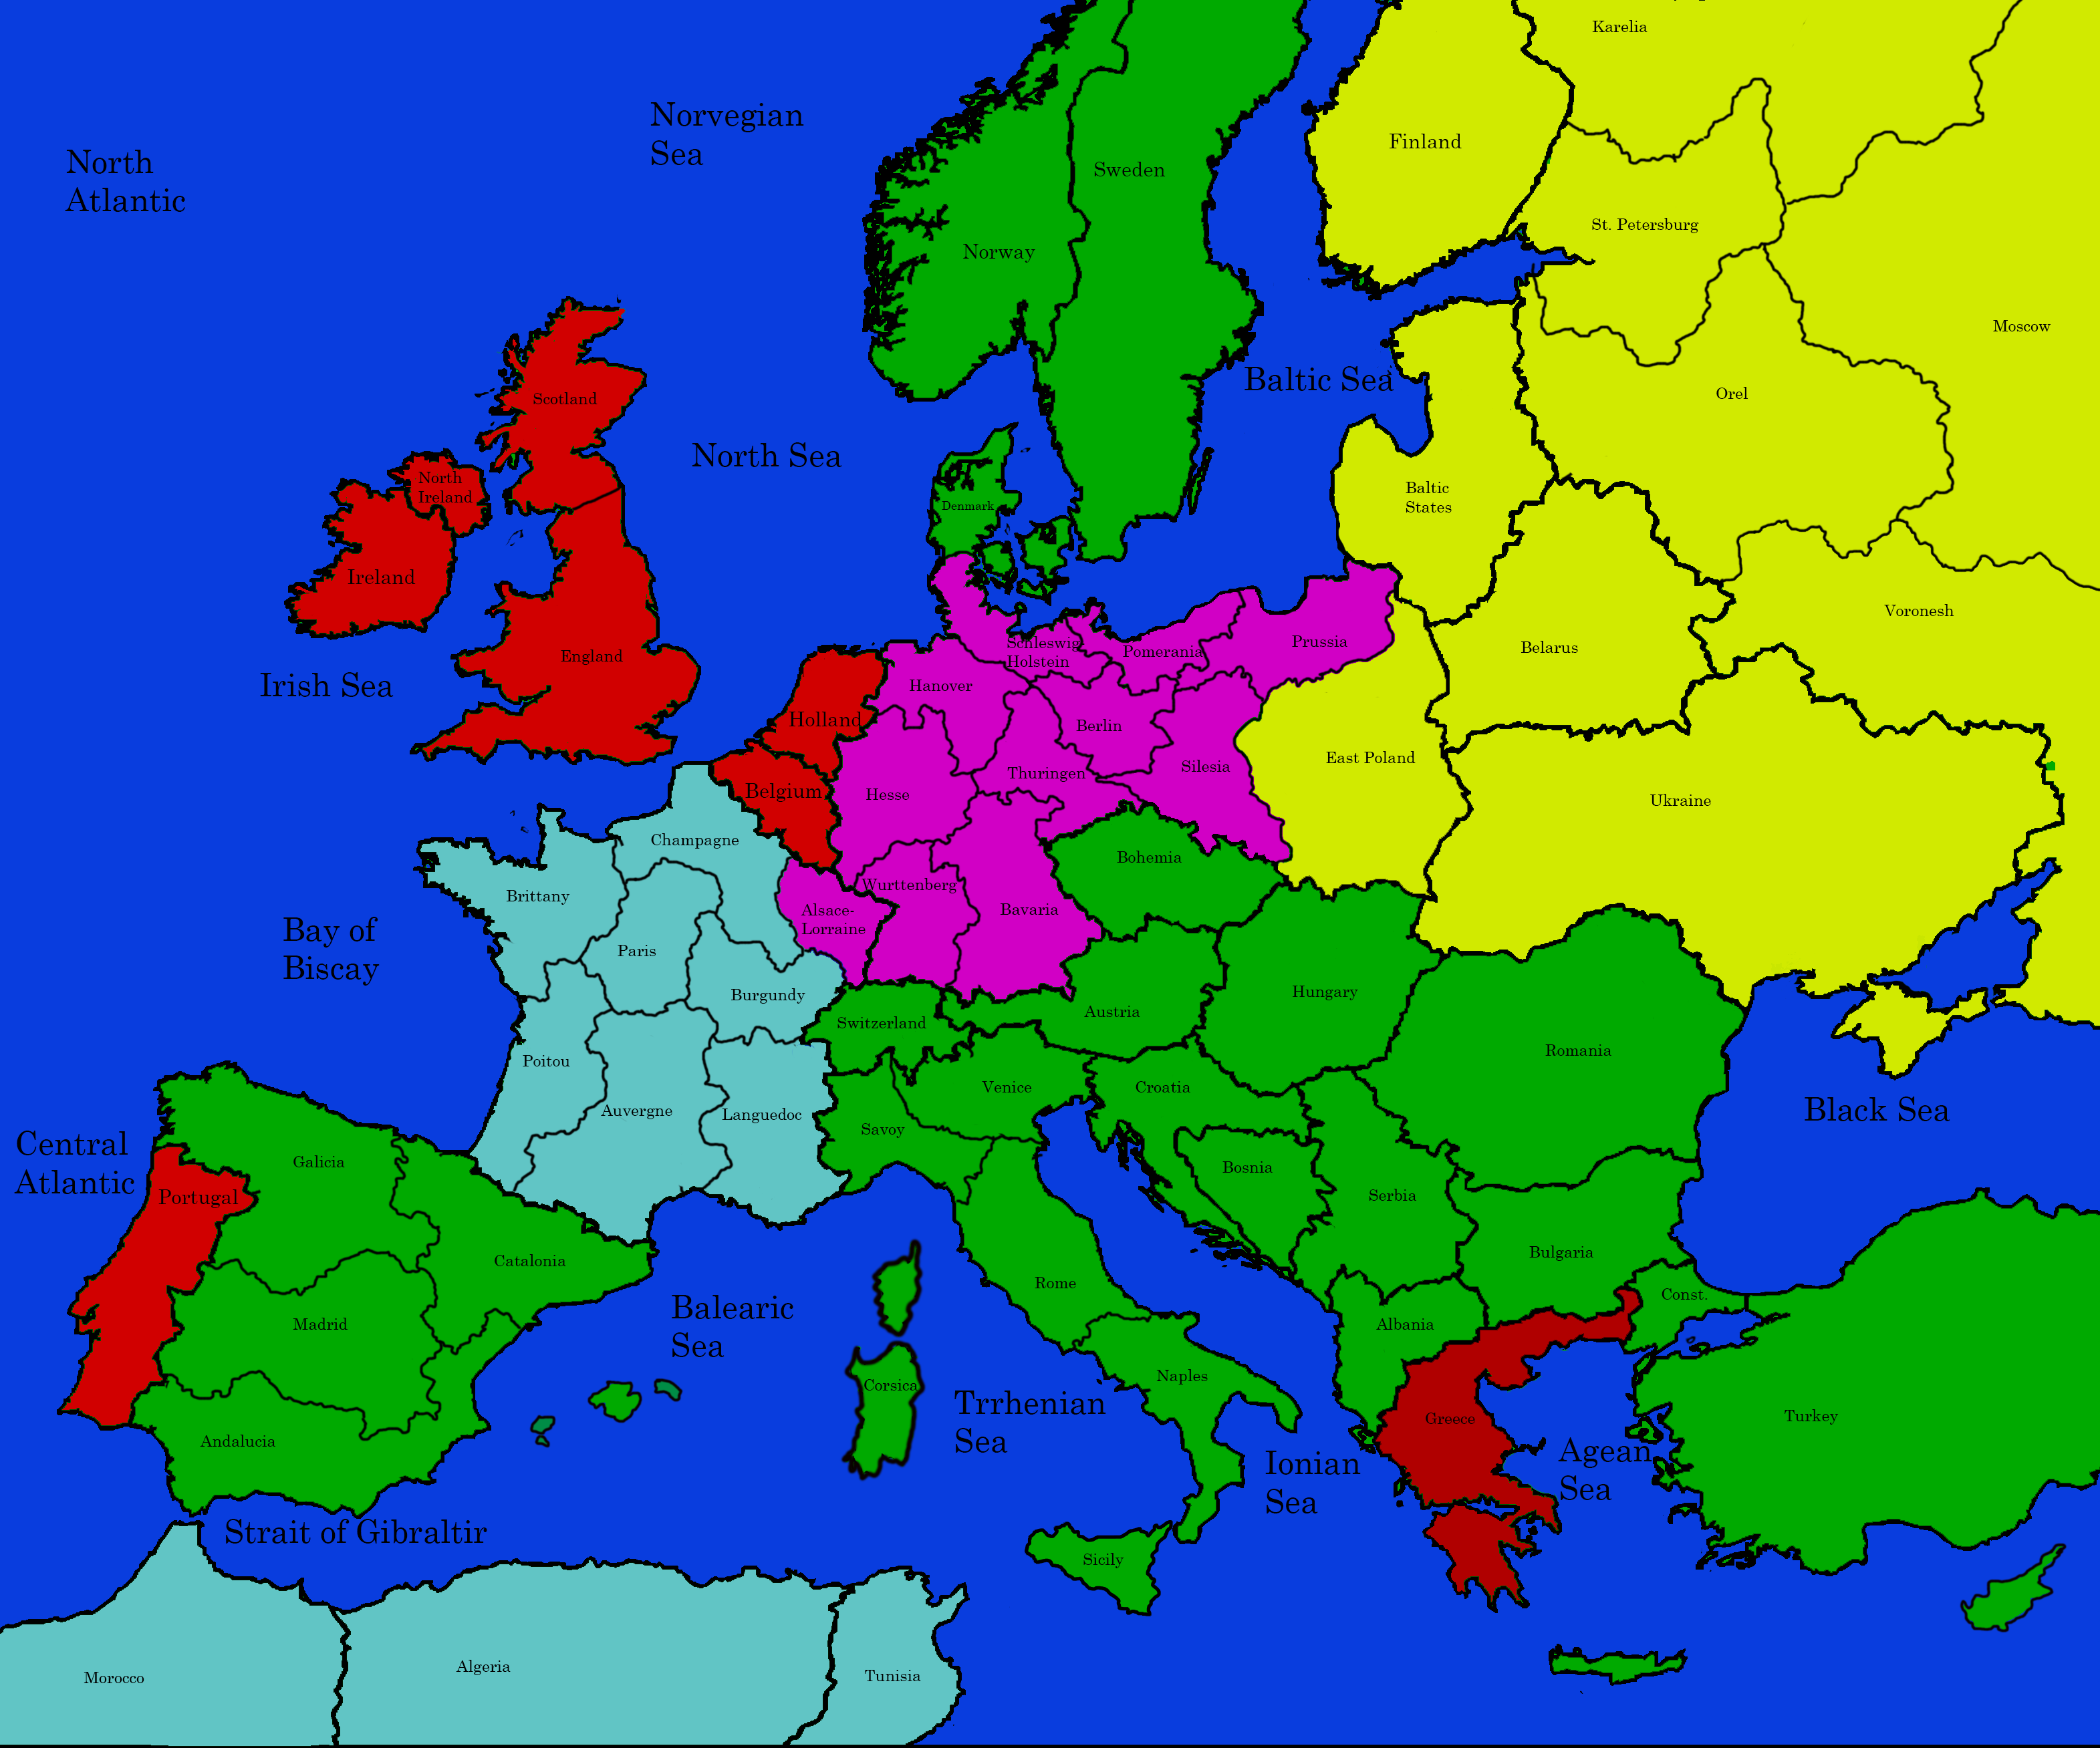 Karelia
Norvegian
Sea
North
Atlantic
Finland
Sweden
St. Petersburg
Norway
Moscow
Baltic Sea
Orel
Scotland
North Sea
North
Ireland
Baltic
States
Denmark
Ireland
Voronesh
England
Irish Sea
Schleswig
Holstein
Pomerania
Prussia
Belarus
Hanover
Holland
Berlin
East Poland
Belgium
Thuringen
Silesia
Hesse
Ukraine
Champagne
Bohemia
Brittany
Wurttenberg
Alsace-
Lorraine
Bavaria
Bay of
Biscay
Paris
Burgundy
Hungary
Switzerland
Austria
Romania
Poitou
Venice
Croatia
Auvergne
Languedoc
Savoy
Black Sea
Central
Atlantic
Galicia
Portugal
Bosnia
Serbia
Catalonia
Bulgaria
Rome
Const.
Balearic
Sea
Madrid
Albania
Corsica
Naples
Trrhenian
Sea
Greece
Turkey
Andalucia
Ionian
Sea
Agean
Sea
Strait of Gibraltir
Sicily
Morocco
Algeria
Tunisia